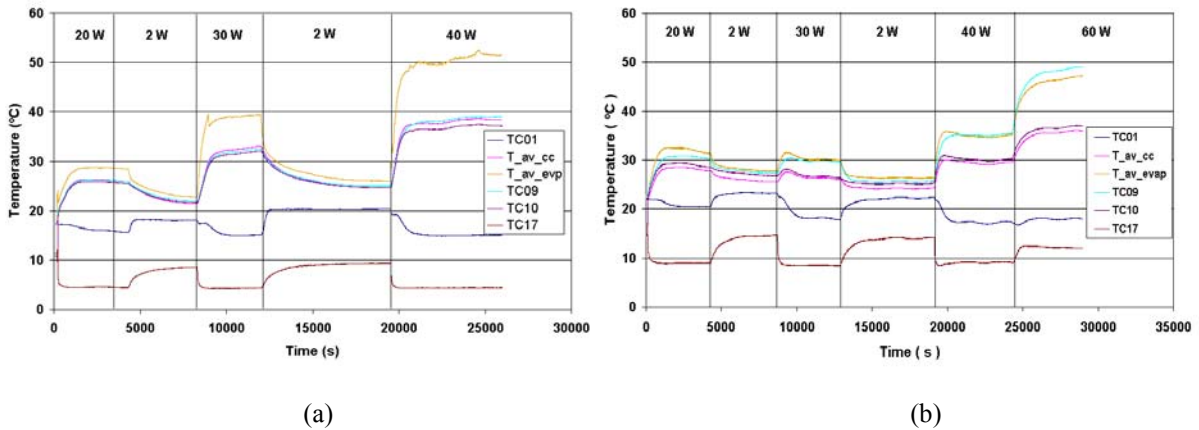 60
50
40
30
20
10
0
20 W 2 W 30 W 2 W 40 W
Temperature (°C)
TC01
T_av_cc
T_av_evp
TC09
TC10
TC17
0 5000 10000 15000 20000 25000 30000
Time (s)
(a)
60
50
40
30
20
10
0
20 W 2 W 30 W 2 W 40 W 60 W
Temperature ( °C )
TC01
T_av_cc
T_av_evap
TC09
TC10
TC17
0 5000 10000 15000 20000 25000 30000 35000
Time ( s )
(b)